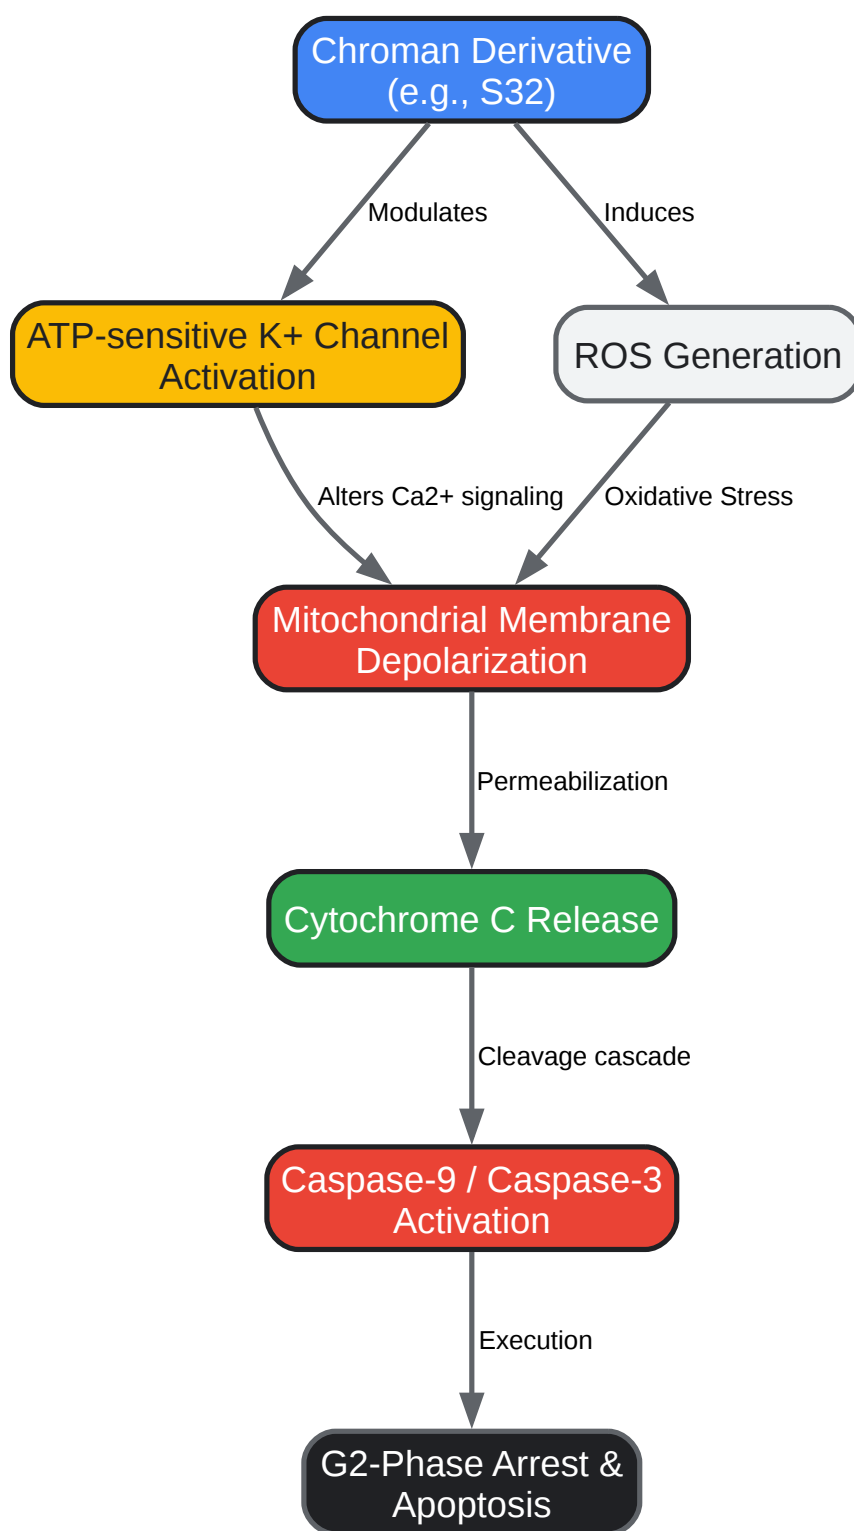 Chroman Derivative
(e.g., S32)
Modulates
Induces
ATP-sensitive K+ Channel
Activation
ROS Generation
Alters Ca2+ signaling
Oxidative Stress
Mitochondrial Membrane
Depolarization
Permeabilization
Cytochrome C Release
Cleavage cascade
Caspase-9 / Caspase-3
Activation
Execution
G2-Phase Arrest &
Apoptosis